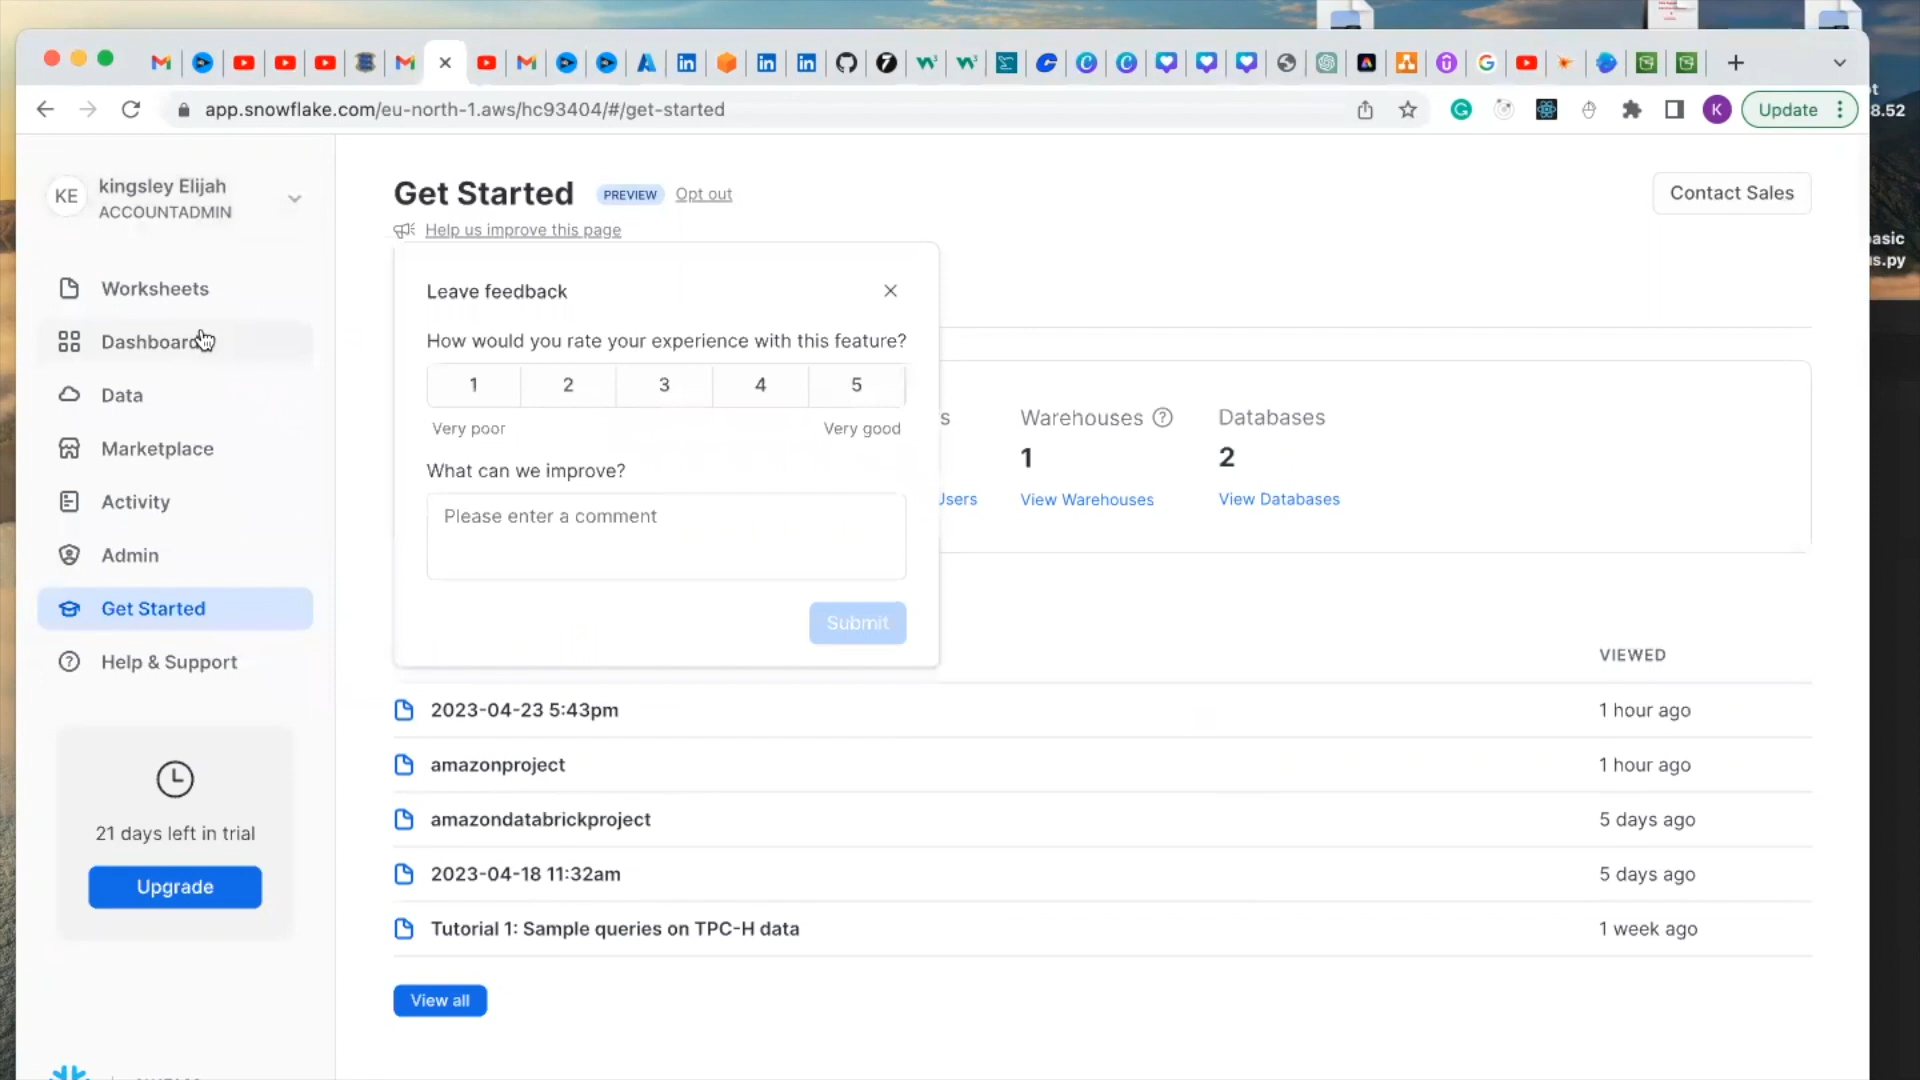 app.snowflake.com/eu-north-1.aws/hc93404/#/get-started
Update
8.52
K
KE
kingsley Elijah
ACCOUNTADMIN
Get Started
PREVIEW
Opt out
Contact Sales
Help us improve this page
s.py
Worksheets
Dashboard
Data
Marketplace
Activity
Admin
Get Started
Help & Support
Leave feedback
How would you rate your experience with this feature?
1 2 3 4 5
Very poor
Very good
What can we improve?
Please enter a comment
Submit
s
Users
Warehouses
1
View Warehouses
Databases
2
View Databases
VIEWED
2023-04-23 5:43pm
1 hour ago
amazonproject
1 hour ago
amazondatabrickproject
5 days ago
2023-04-18 11:32am
5 days ago
Tutorial 1: Sample queries on TPC-H data
1 week ago
View all
21 days left in trial
Upgrade